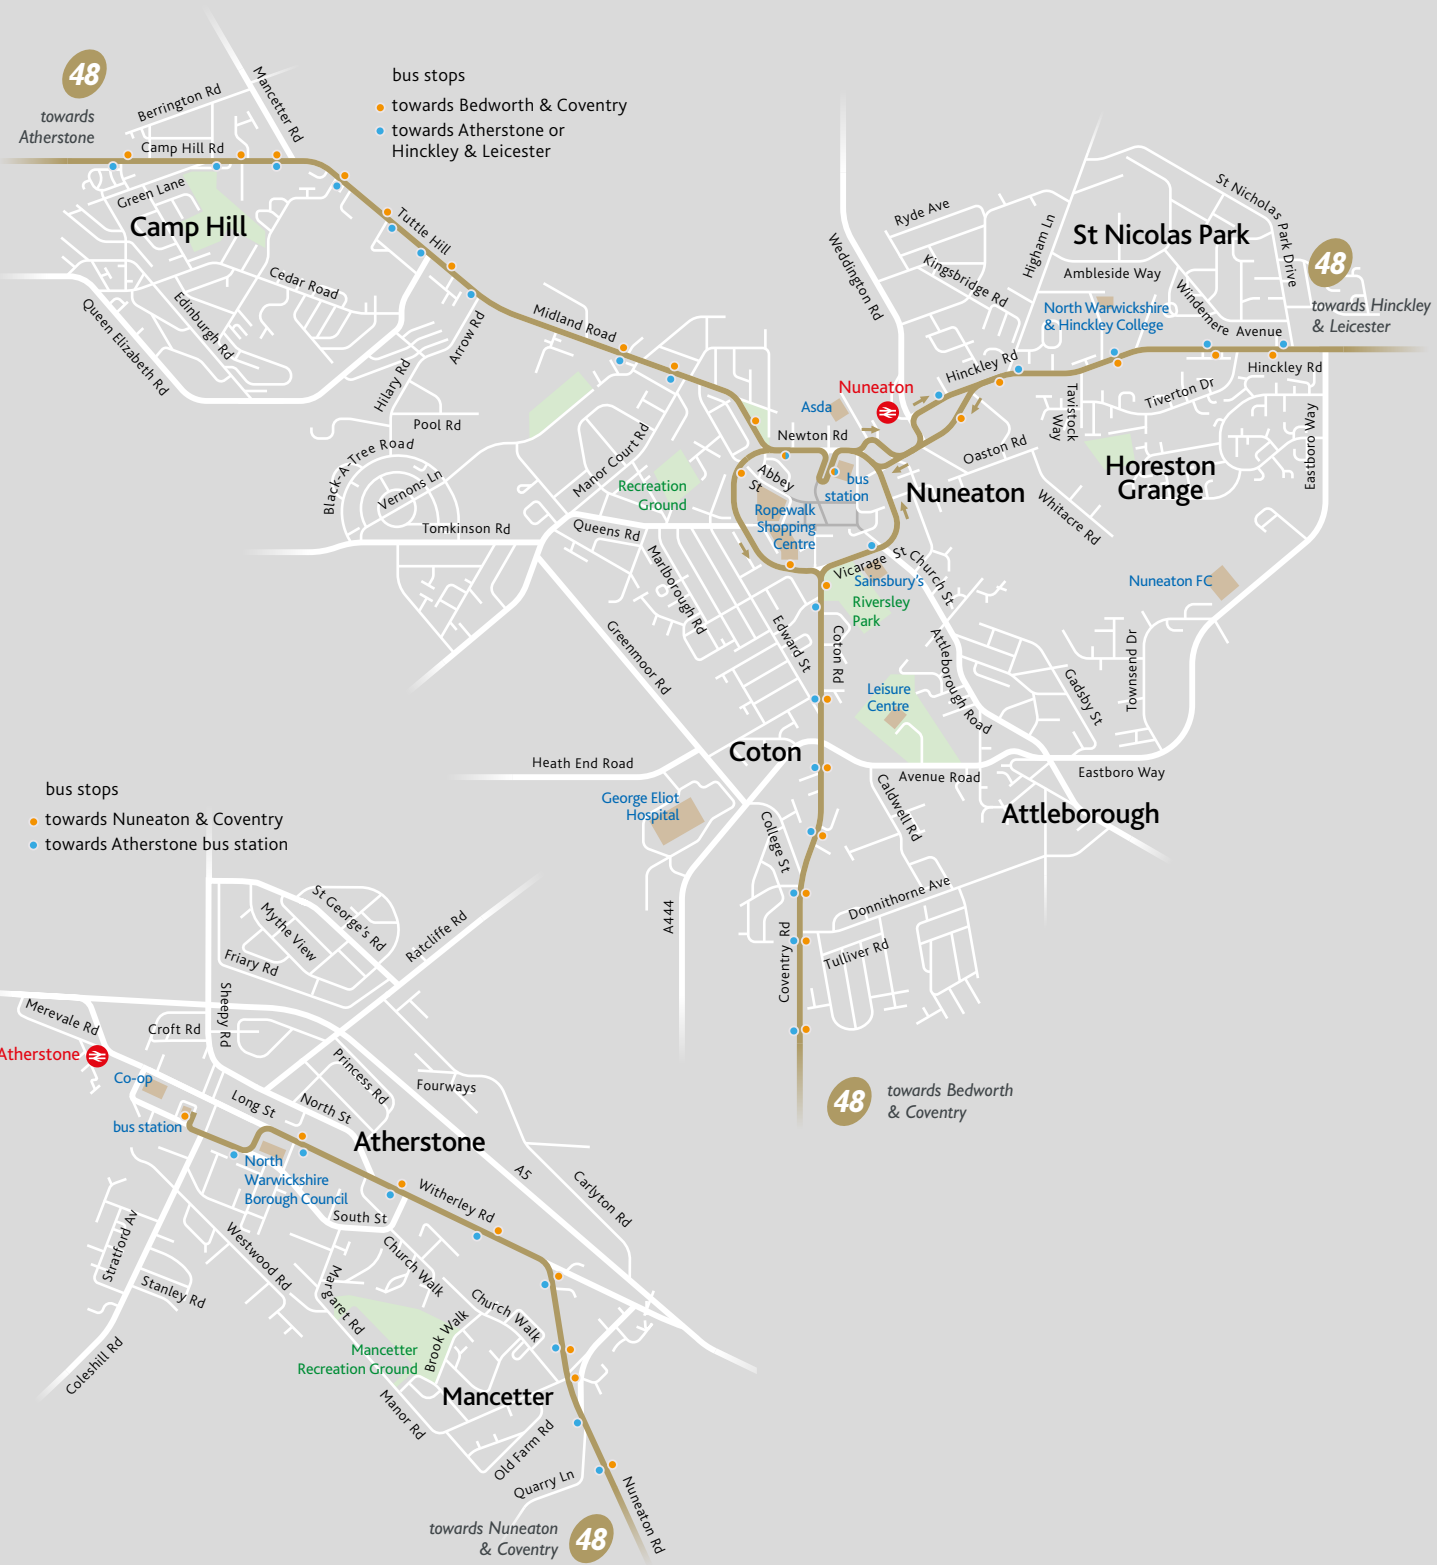 48
towards
Atherstone
Berrington Rd
Mancetter Rd
Camp Hill Rd
Green Lane
Camp Hill
Tuttle Hill
Cedar Road
Edinburgh Rd
Queen Elizabeth Rd
Hilary Rd
Arrow Rd
Midland Road
bus stops
towards Bedworth & Coventry
towards Atherstone or
Hinckley & Leicester
Pool Rd
Black-A-Tree Road
Vernons Ln
Tomkinson Rd
Manor Court Rd
Recreation
Ground
Queens Rd
Marlborough Rd
Greenmoor Rd
Edward St
Weddington Rd
Ryde Ave
Kingsbridge Rd
Higham Ln
St Nicholas Park Drive
St Nicolas Park
Ambleside Way
North Warwickshire
& Hinckley College
Windemere Avenue
48
towards Hinckley
& Leicester
Hinckley Rd
Hinckley Rd
Tiverton Dr
Tavistock
Way
Eastboro Way
Nuneaton
Asda
Newton Rd
Abbey
St
bus
station
Ropewalk
Shopping
Centre
Nuneaton
Oaston Rd
Whitacre Rd
Horeston
Grange
Vicarage St
Church St
Sainsbury's
Riversley
Park
Nuneaton FC
Coton Rd
Attleborough Road
Gadsby St
Townsend Dr
Leisure
Centre
Coton
Heath End Road
George Eliot
Hospital
Avenue Road
Eastboro Way
Attleborough
Caldwell Rd
College St
A444
Donnithorne Ave
Coventry Rd
Tulliver Rd
48
towards Bedworth
& Coventry
bus stops
towards Nuneaton & Coventry
towards Atherstone bus station
St George's Rd
Mythe View
Friary Rd
Ratcliffe Rd
Sheepy Rd
Merevale Rd
Croft Rd
Atherstone
Co-op
bus station
Long St
North St
Princess Rd
Fourways
Atherstone
North
Warwickshire
Borough Council
A5
Carlyton Rd
Witherley Rd
South St
Stratford Av
Westwood Rd
Stanley Rd
Coleshill Rd
Margaret Rd
Church Walk
Church Walk
Brook Walk
Mancetter
Recreation Ground
Mancetter
Manor Rd
Old Farm Rd
Quarry Ln
Nuneaton Rd
towards Nuneaton
& Coventry
48